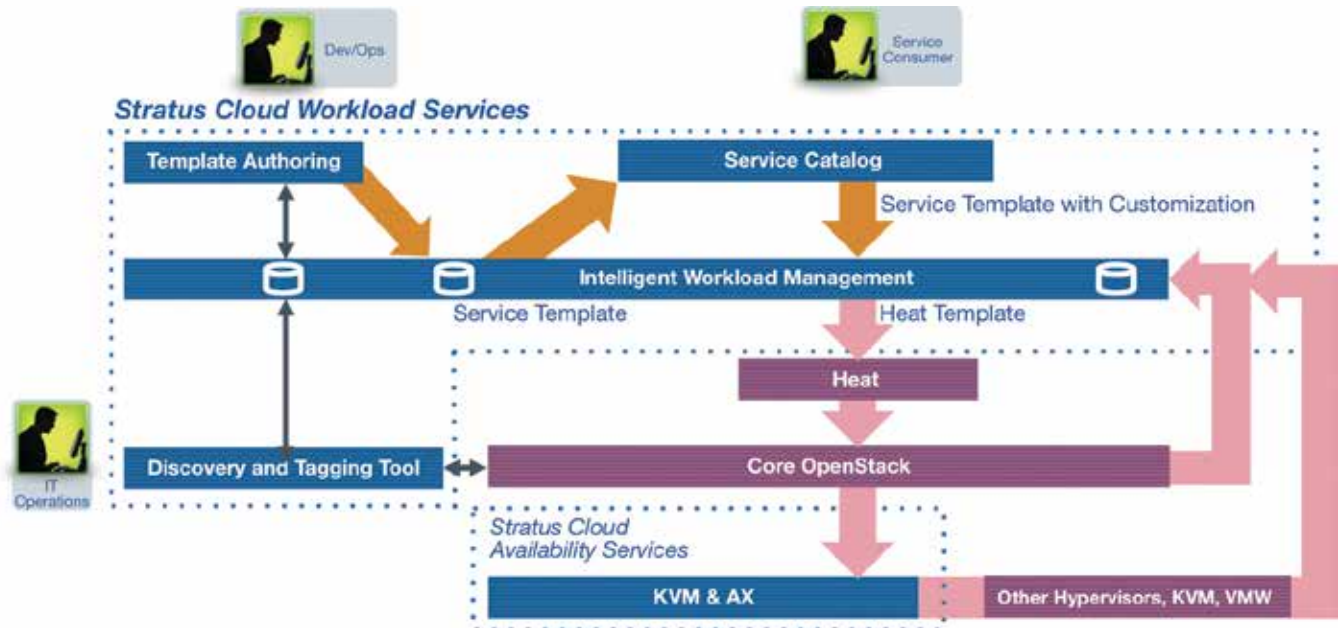 Dev/Ops
Service
Consumer
Stratus Cloud Workload Services
Template Authoring
Service Catalog
Service Template with Customization
Intelligent Workload Management
Service Template
Heat Template
Heat
IT
Operations
Discovery and Tagging Tool
Core OpenStack
Stratus Cloud
Availability Services
KVM & AX
Other Hypervisors, KVM, VMW